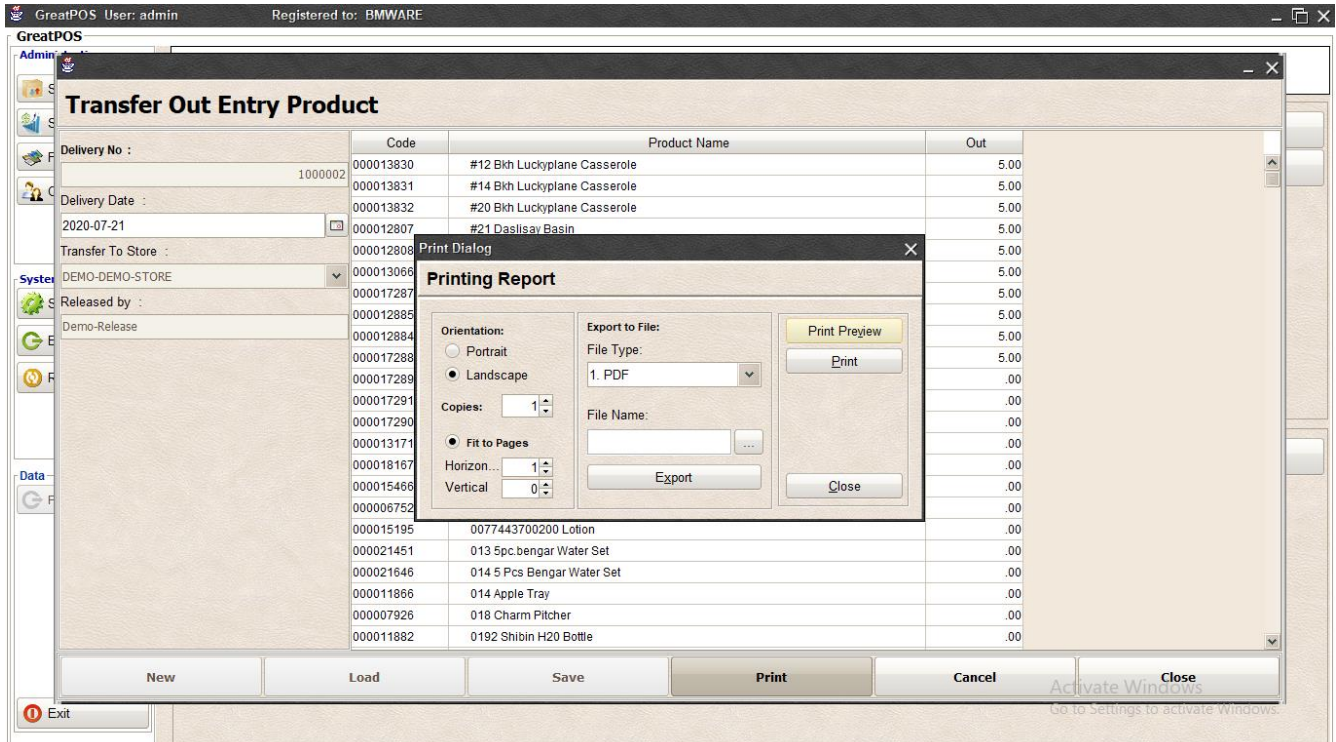 GreatPOS User: admin Registered to: BMWARE
GreatPOS
Transfer Out Entry Product
Delivery No :
1000002
Delivery Date :
2020-07-21
Transfer To Store :
DEMO-DEMO-STORE
Released by :
Demo-Release
Code Product Name Out
000013830 #12 Bkh Luckyplane Casserole 5.00
000013831 #14 Bkh Luckyplane Casserole 5.00
000013832 #20 Bkh Luckyplane Casserole 5.00
000012807 #21 Daslisay Basin 5.00
000012808 5.00
000013066 5.00
000017287 5.00
000012885 5.00
000012884 5.00
000017288 5.00
000017289 .00
000017291 .00
000017290 .00
000013171 .00
000018167 .00
000015466 .00
000006752 .00
000015195 0077443700200 Lotion .00
000021451 013 5pc.bengar Water Set .00
000021646 014 5 Pcs Bengar Water Set .00
000011866 014 Apple Tray .00
000007926 018 Charm Pitcher .00
000011882 0192 Shibin H20 Bottle .00
Print Dialog
Printing Report
Orientation:
Portrait
Landscape
Copies: 1
Fit to Pages
Horizon... 1
Vertical 0
Export to File:
File Type:
1. PDF
File Name:
...
Export
Print Preview
Print
Close
New Load Save Print Cancel Close
Activate Windows
Go to Settings to activate Windows.
Data
Exit